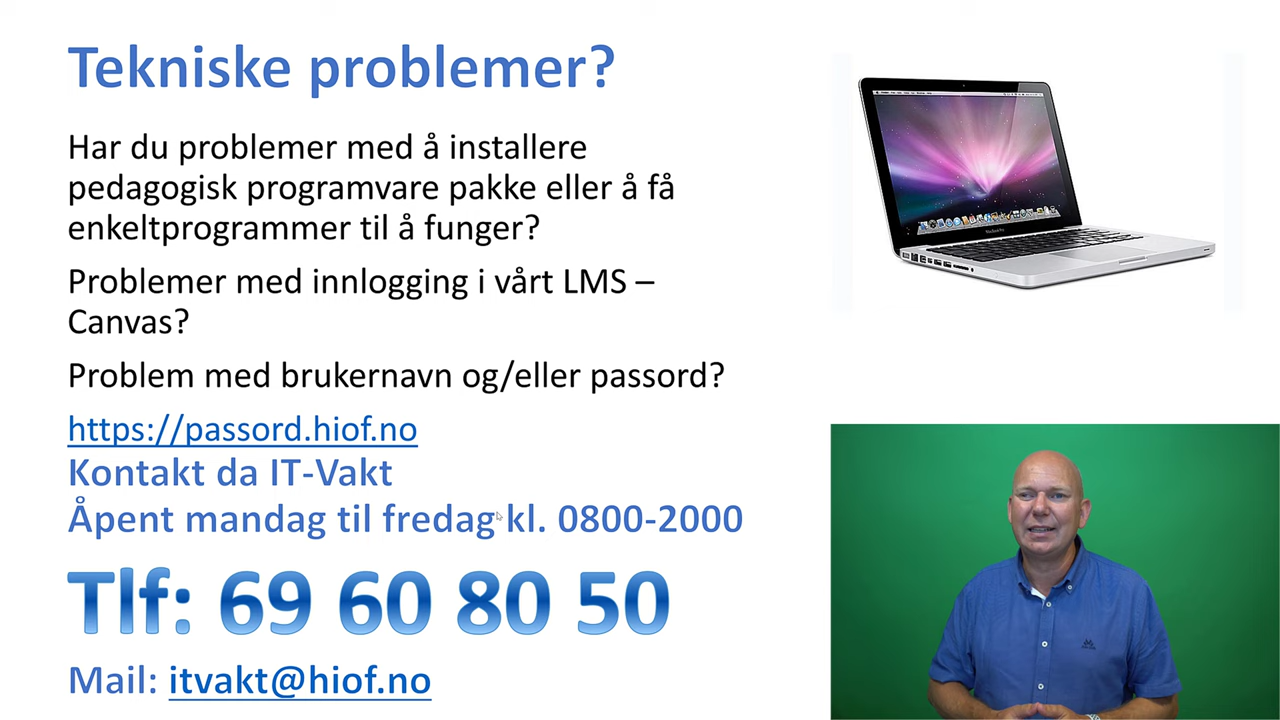 Tekniske problemer?
Har du problemer med å installere
pedagogisk programvare pakke eller å få
enkeltprogrammer til å funger?
Problemer med innlogging i vårt LMS –
Canvas?
Problem med brukernavn og/eller passord?
https://passord.hiof.no
Kontakt da IT-Vakt
Åpent mandag til fredag kl. 0800-2000
Tlf: 69 60 80 50
Mail: itvakt@hiof.no
MacBook Pro